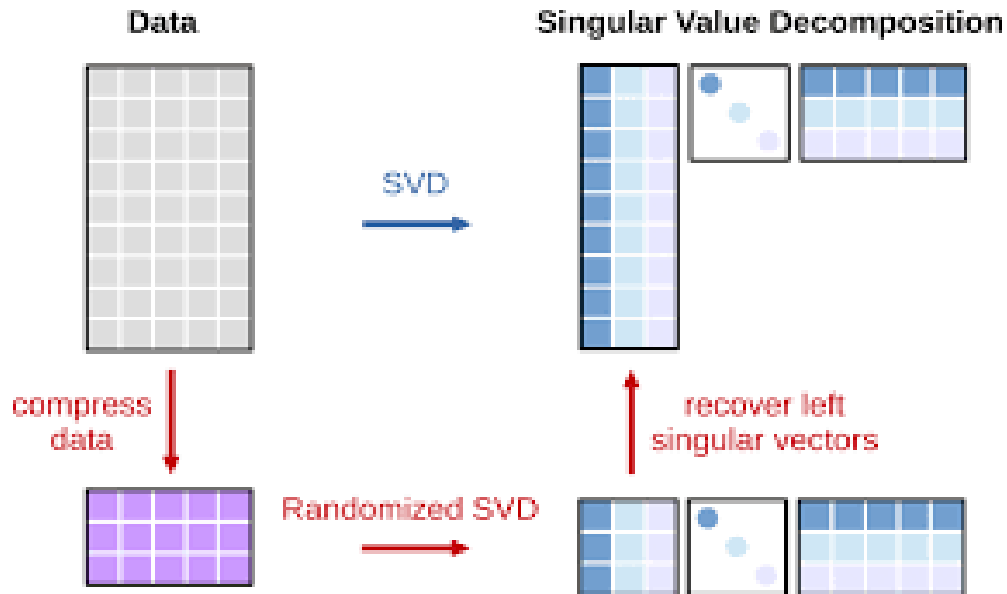 Data
Singular Value Decomposition
SVD
compress
data
recover left
singular vectors
Randomized SVD